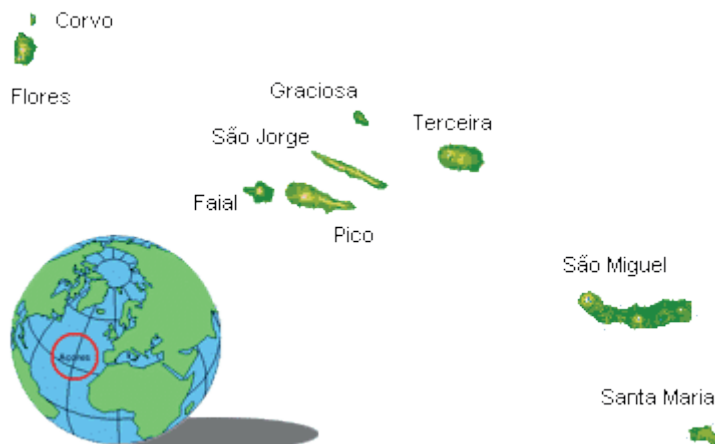 Corvo
Flores
Graciosa
Terceira
São Jorge
Faial
Pico
São Miguel
Açores
Santa Maria